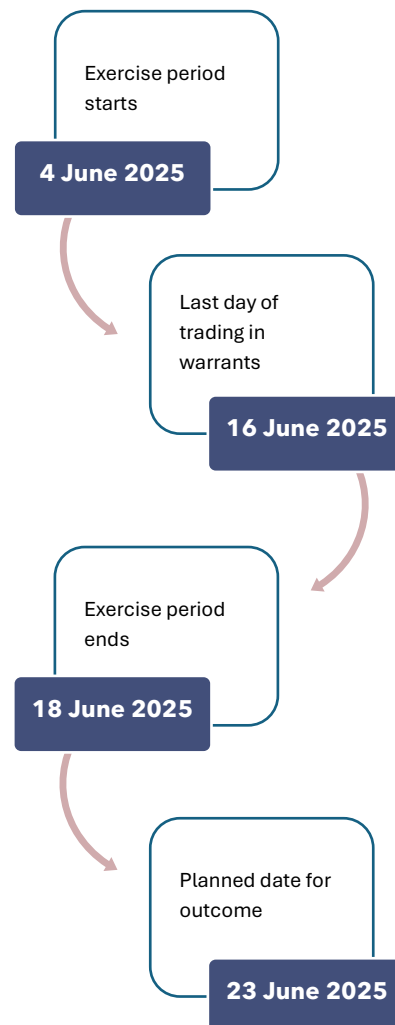 Exercise period
starts
4 June 2025
Last day of
trading in
warrants
16 June 2025
Exercise period
ends
18 June 2025
Planned date for
outcome
23 June 2025